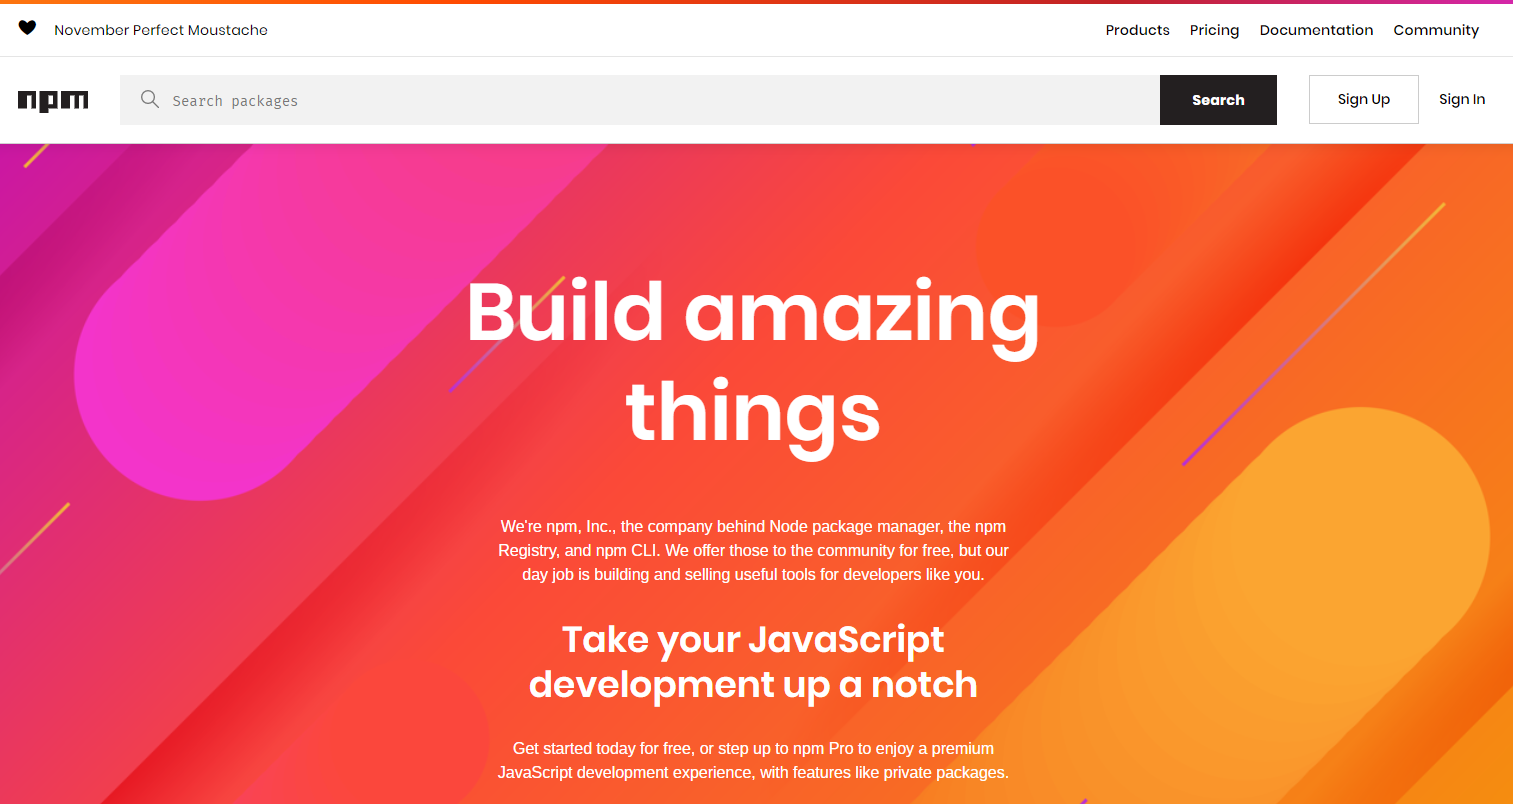 November Perfect Moustache
Products Pricing Documentation Community
npm
Search packages
Search
Sign Up
Sign In
Build amazing
things
We're npm, Inc., the company behind Node package manager, the npm
Registry, and npm CLI. We offer those to the community for free, but our
day job is building and selling useful tools for developers like you.
Take your JavaScript
development up a notch
Get started today for free, or step up to npm Pro to enjoy a premium
JavaScript development experience, with features like private packages.